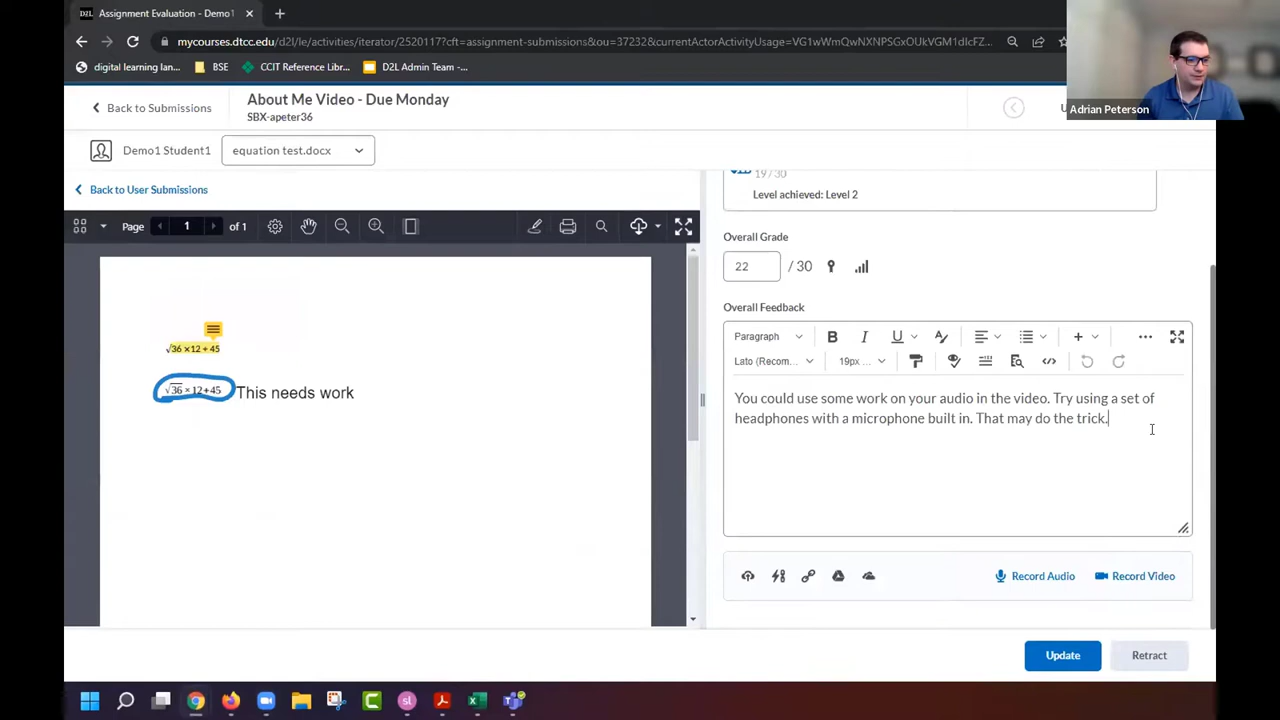 Assignment Evaluation - Demo1
mycourses.dtcc.edu/d2l/le/activities/iterator/2520117?cft=assignment-submissions&ou=37232&currentActorActivityUsage=VG1wWmQwNXNPSGxOUkVGM1dIcFZ...
digital learning lan...
BSE
CCIT Reference Lib...
D2L Admin Team -...
Adrian Peterson
Back to Submissions
About Me Video - Due Monday
SBX-apeter36
Demo1 Student1
equation test.docx
Back to User Submissions
19 / 30
Level achieved: Level 2
Page 1 of 1
Overall Grade
22 / 30
Overall Feedback
√36 ×12 + 45
√36 × 12+45 This needs work
Paragraph
B I U
Lato (Recom...
19px ...
You could use some work on your audio in the video. Try using a set of
headphones with a microphone built in. That may do the trick.
Record Audio
Record Video
Update
Retract